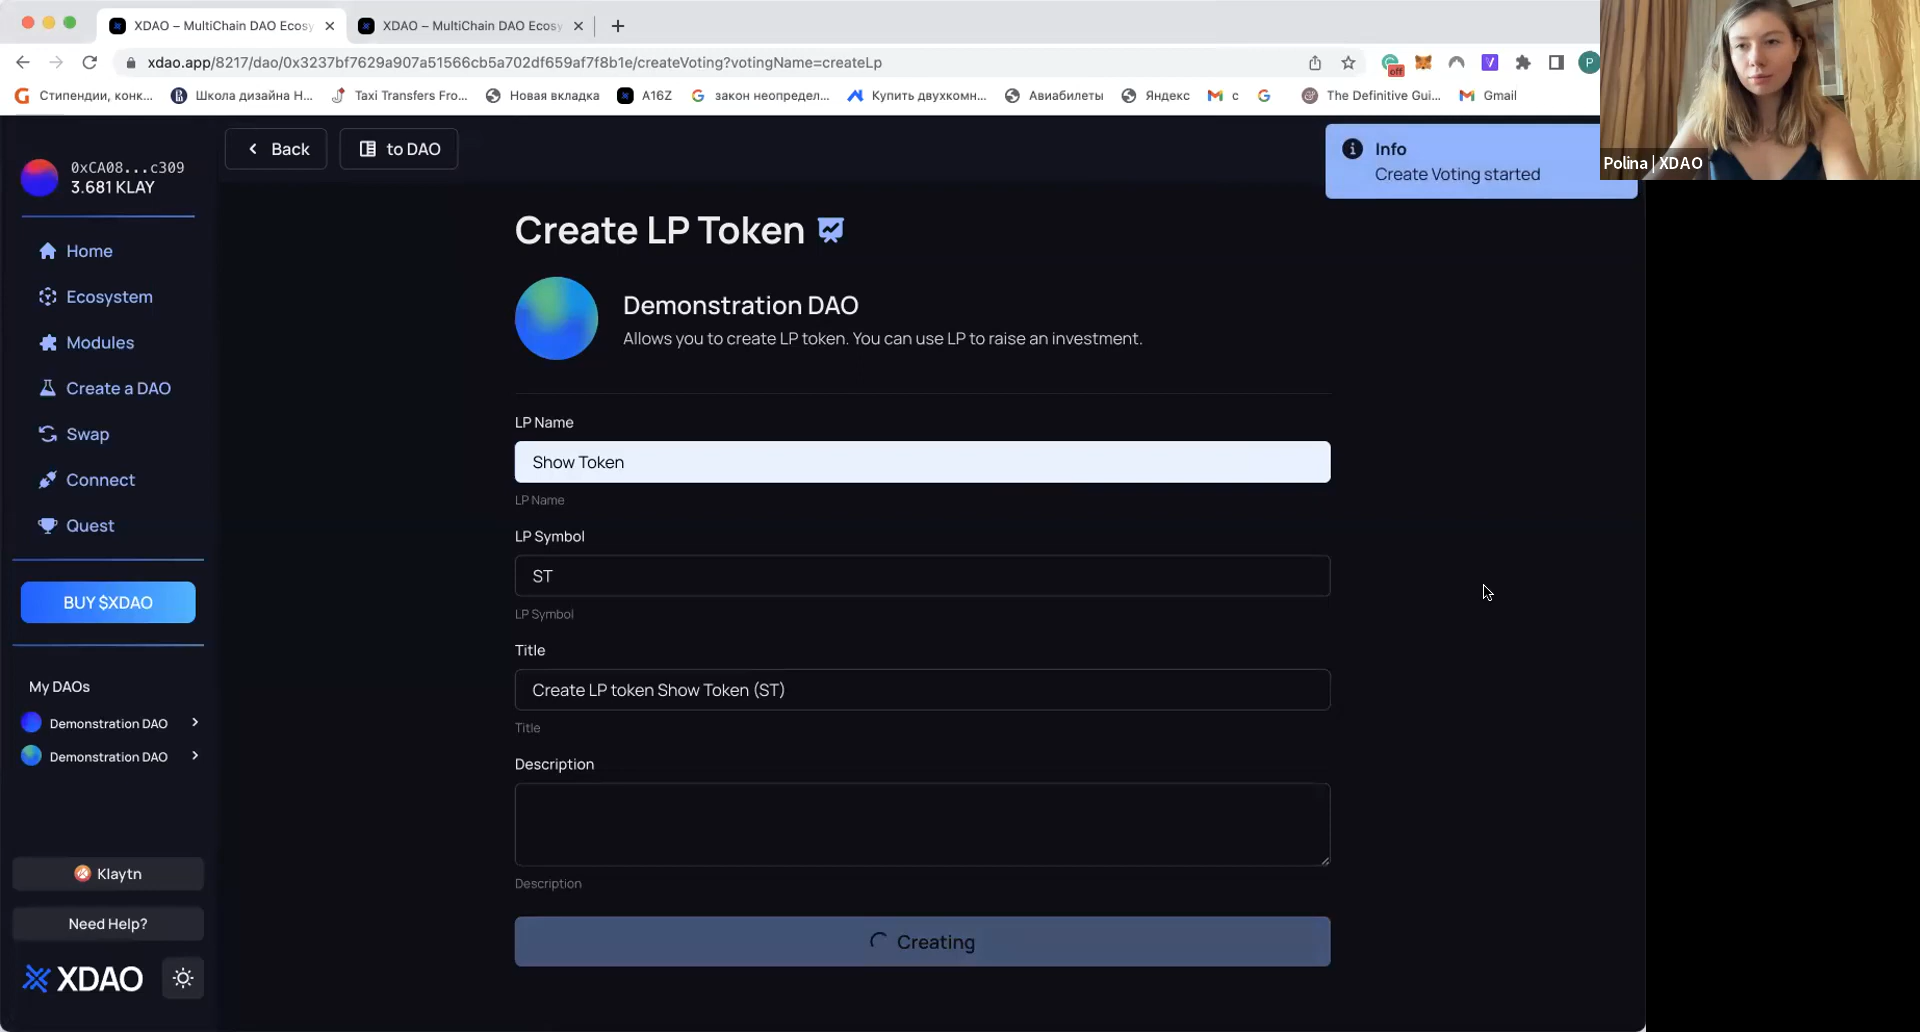 XDAO – MultiChain DAO Ecosy
XDAO – MultiChain DAO Ecosy
xdao.app/8217/dao/0x3237bf7629a907a51566cb5a702df659af7f8b1e/createVoting?votingName=createLp
off
P
Стипендии, конк...
Школа дизайна Н...
Taxi Transfers Fro...
Новая вкладка
A16Z
закон неопредел...
Купить двухкомн...
Авиабилеты
Яндекс
с
The Definitive Gui...
Gmail
Polina | XDAO
0xCA08...c309
3.681 KLAY
Back
to DAO
Info
Create Voting started
Home
Ecosystem
Modules
Create a DAO
Swap
Connect
Quest
BUY $XDAO
My DAOs
Demonstration DAO
Demonstration DAO
Klaytn
Need Help?
XDAO
Create LP Token
Demonstration DAO
Allows you to create LP token. You can use LP to raise an investment.
LP Name
Show Token
LP Name
LP Symbol
ST
LP Symbol
Title
Create LP token Show Token (ST)
Title
Description
Description
Creating